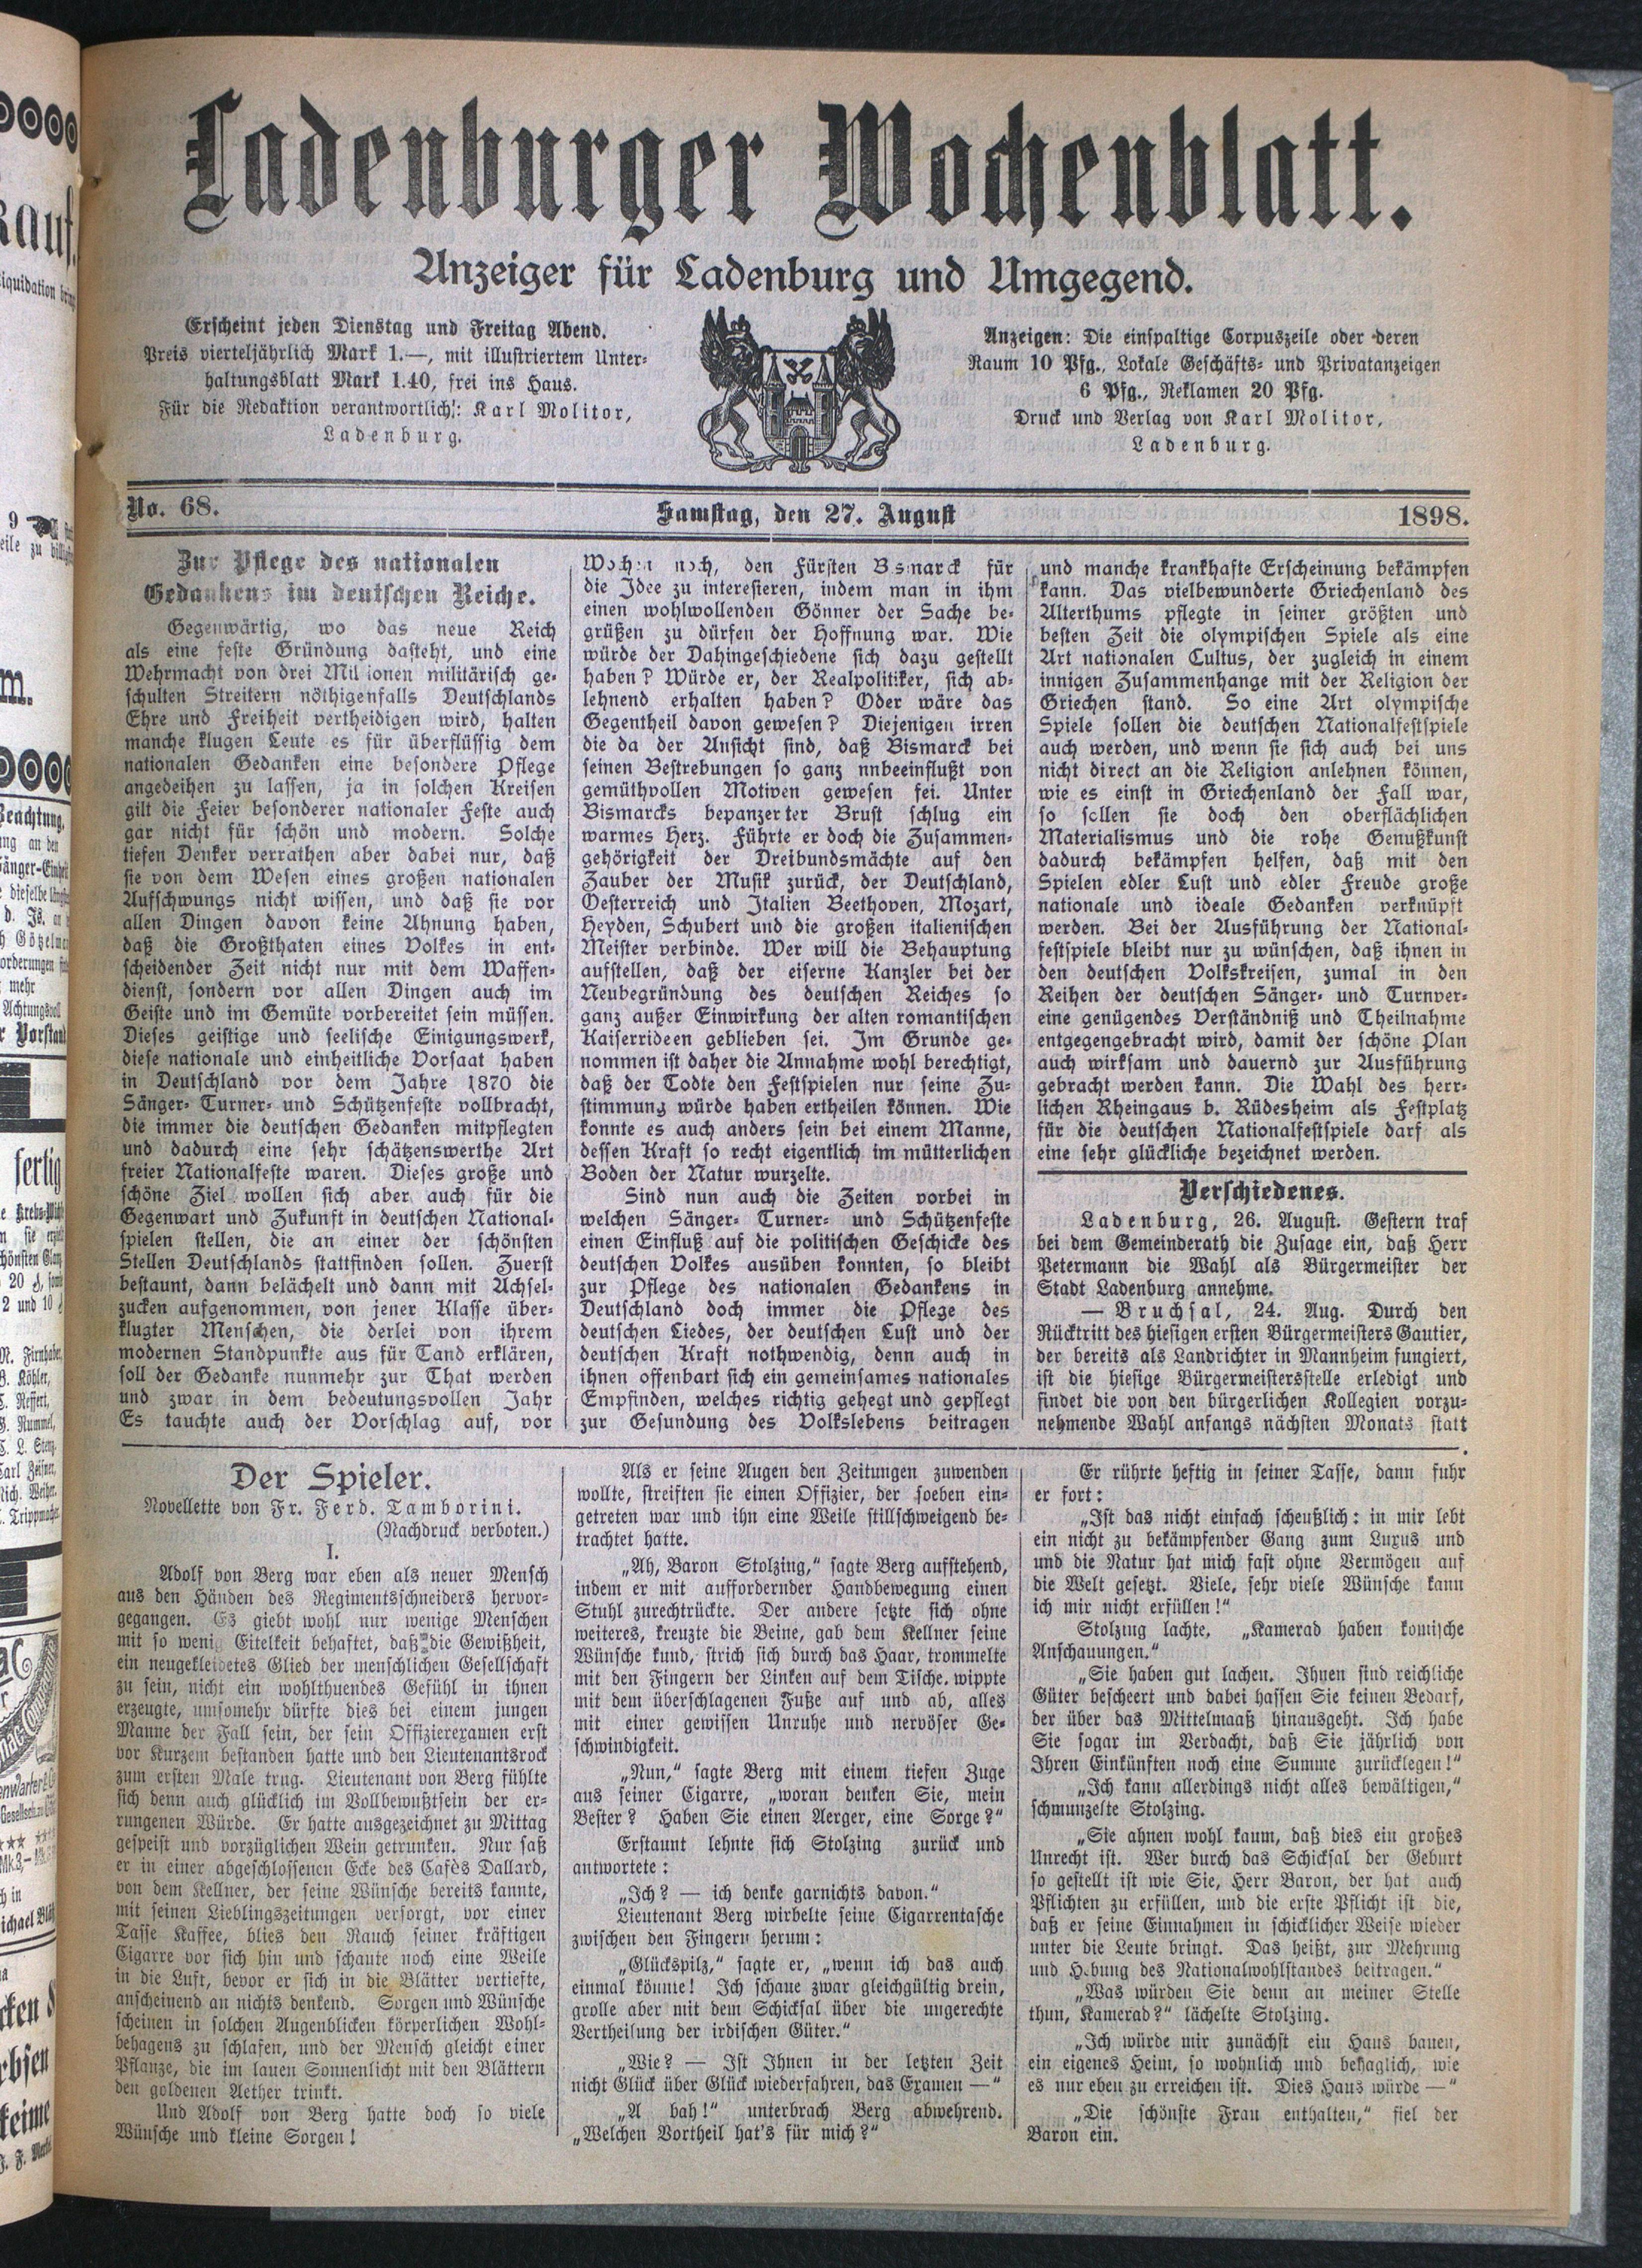 Ladenburger Wochenblatt.
Anzeiger für Ladenburg und Umgegend.
Erscheint jeden Dienstag und Freitag Abend.
Preis vierteljährlich Mark 1.—, mit illustriertem Unter-
haltungsblatt Mark 1.40, frei ins Haus.
Für die Redaktion verantwortlich: Karl Molitor,
Ladenburg.
Anzeigen: Die einspaltige Corpuszeile oder deren
Raum 10 Pfg., Lokale Geschäfts- und Privatanzeigen
6 Pfg., Reklamen 20 Pfg.
Druck und Verlag von Karl Molitor,
Ladenburg.
No. 68.
Samstag, den 27. August
1898.
Zur Pflege des nationalen
Gedankens im deutschen Reiche.
Gegenwärtig, wo das neue Reich
als eine feste Gründung dasteht, und eine
Wehrmacht von drei Mil ionen militärisch ge-
schulten Streitern nöthigenfalls Deutschlands
Ehre und Freiheit vertheidigen wird, halten
manche klugen Leute es für überflüssig dem
nationalen Gedanken eine besondere Pflege
angedeihen zu lassen, ja in solchen Kreisen
gilt die Feier besonderer nationaler Feste auch
gar nicht für schön und modern. Solche
tiefen Denker verrathen aber dabei nur, daß
sie von dem Wesen eines großen nationalen
Aufschwungs nicht wissen, und daß sie vor
allen Dingen davon keine Ahnung haben,
daß die Großthaten eines Volkes in ent-
scheidender Zeit nicht nur mit dem Waffen-
dienst, sondern vor allen Dingen auch im
Geiste und im Gemüte vorbereitet sein müssen.
Dieses geistige und seelische Einigungswerk,
diese nationale und einheitliche Vorsaat haben
in Deutschland vor dem Jahre 1870 die
Sänger- Turner- und Schützenfeste vollbracht,
die immer die deutschen Gedanken mitpflegten
und dadurch eine sehr schätzenswerthe Art
freier Nationalfeste waren. Dieses große und
schöne Ziel wollen sich aber auch für die
Gegenwart und Zukunft in deutschen National-
spielen stellen, die an einer der schönsten
Stellen Deutschlands stattfinden sollen. Zuerst
bestaunt, dann belächelt und dann mit Achsel-
zucken aufgenommen, von jener Klasse über-
klugter Menschen, die derlei von ihrem
modernen Standpunkte aus für Tand erklären,
soll der Gedanke nunmehr zur That werden
und zwar in dem bedeutungsvollen Jahr
Es tauchte auch der Vorschlag auf, vor
Wochen noch, den Fürsten Bismarck für
die Idee zu interesieren, indem man in ihm
einen wohlwollenden Gönner der Sache be-
grüßen zu dürfen der Hoffnung war. Wie
würde der Dahingeschiedene sich dazu gestellt
haben? Würde er, der Realpolitiker, sich ab-
lehnend erhalten haben? Oder wäre das
Gegentheil davon gewesen? Diejenigen irren
die da der Ansicht sind, daß Bismarck bei
seinen Bestrebungen so ganz nnbeeinflußt von
gemüthvollen Motiven gewesen sei. Unter
Bismarcks bepanzerter Brust schlug ein
warmes Herz. Führte er doch die Zusammen-
gehörigkeit der Dreibundsmächte auf den
Zauber der Musik zurück, der Deutschland,
Oesterreich und Italien Beethoven, Mozart,
Heyden, Schubert und die großen italienischen
Meister verbinde. Wer will die Behauptung
aufstellen, daß der eiserne Kanzler bei der
Neubegründung des deutschen Reiches so
ganz außer Einwirkung der alten romantischen
Kaiserrideen geblieben sei. Im Grunde ge-
nommen ist daher die Annahme wohl berechtigt,
daß der Todte den Festspielen nur seine Zu-
stimmung würde haben ertheilen können. Wie
konnte es auch anders sein bei einem Manne,
dessen Kraft so recht eigentlich im mütterlichen
Boden der Natur wurzelte.
Sind nun auch die Zeiten vorbei in
welchen Sänger- Turner- und Schützenfeste
einen Einfluß auf die politischen Geschicke des
deutschen Volkes ausüben konnten, so bleibt
zur Pflege des nationalen Gedankens in
Deutschland doch immer die Pflege des
deutschen Liedes, der deutschen Lust und der
deutschen Kraft nothwendig, denn auch in
ihnen offenbart sich ein gemeinsames nationales
Empfinden, welches richtig gehegt und gepflegt
zur Gesundung des Volkslebens beitragen
und manche krankhafte Erscheinung bekämpfen
kann. Das vielbewunderte Griechenland des
Alterthums pflegte in seiner größten und
besten Zeit die olympischen Spiele als eine
Art nationalen Cultus, der zugleich in einem
innigen Zusammenhange mit der Religion der
Griechen stand. So eine Art olympische
Spiele sollen die deutschen Nationalfestspiele
auch werden, und wenn sie sich auch bei uns
nicht direct an die Religion anlehnen können,
wie es einst in Griechenland der Fall war,
so sollen sie doch den oberflächlichen
Materialismus und die rohe Genußkunst
dadurch bekämpfen helfen, daß mit den
Spielen edler Lust und edler Freude große
nationale und ideale Gedanken verknüpft
werden. Bei der Ausführung der National-
festspiele bleibt nur zu wünschen, daß ihnen in
den deutschen Volkskreisen, zumal in den
Reihen der deutschen Sänger- und Turnver-
eine genügendes Verständniß und Theilnahme
entgegengebracht wird, damit der schöne Plan
auch wirksam und dauernd zur Ausführung
gebracht werden kann. Die Wahl des herr-
lichen Rheingaus b. Rüdesheim als Festplatz
für die deutschen Nationalfestspiele darf als
eine sehr glückliche bezeichnet werden.
Verschiedenes.
Ladenburg, 26. August. Gestern traf
bei dem Gemeinderath die Zusage ein, daß Herr
Petermann die Wahl als Bürgermeister der
Stadt Ladenburg annehme.
— Bruchsal, 24. Aug. Durch den
Rücktritt des hiesigen ersten Bürgermeisters Gautier,
der bereits als Landrichter in Mannheim fungiert,
ist die hiesige Bürgermeistersstelle erledigt und
findet die von den bürgerlichen Kollegien vorzu-
nehmende Wahl anfangs nächsten Monats statt
Der Spieler.
Novellette von Fr. Ferd. Tamborini.
(Nachdruck verboten.)
I.
Adolf von Berg war eben als neuer Mensch
aus den Händen des Regimentsschneiders hervor-
gegangen. Es giebt wohl nur wenige Menschen
mit so wenig Eitelkeit behaftet, daß die Gewißheit,
ein neugekleidetes Glied der menschlichen Gesellschaft
zu sein, nicht ein wohlthuendes Gefühl in ihnen
erzeugte, umsomehr dürfte dies bei einem jungen
Manne der Fall sein, der sein Offizierexamen erst
vor Kurzem bestanden hatte und den Lieutenantsrock
zum ersten Male trug. Lieutenant von Berg fühlte
sich denn auch glücklich im Vollbewußtsein der er-
rungenen Würde. Er hatte ausgezeichnet zu Mittag
gespeist und vorzüglichen Wein getrunken. Nur saß
er in einer abgeschlossenen Ecke des Cafès Dallard,
von dem Kellner, der seine Wünsche bereits kannte,
mit seinen Lieblingszeitungen versorgt, vor einer
Tasse Kaffee, blies den Rauch seiner kräftigen
Cigarre vor sich hin und schaute noch eine Weile
in die Luft, bevor er sich in die Blätter vertiefte,
anscheinend an nichts denkend. Sorgen und Wünsche
scheinen in solchen Augenblicken körperlichen Wohl-
behagens zu schlafen, und der Mensch gleicht einer
Pflanze, die im lauen Sonnenlicht mit den Blättern
den goldenen Aether trinkt.
Und Adolf von Berg hatte doch so viele
Wünsche und kleine Sorgen!
Als er seine Augen den Zeitungen zuwenden
wollte, streiften sie einen Offizier, der soeben ein-
getreten war und ihn eine Weile stillschweigend be-
trachtet hatte.
„Ah, Baron Stolzing,“ sagte Berg aufstehend,
indem er mit auffordernder Handbewegung einen
Stuhl zurechtrückte. Der andere setzte sich ohne
weiteres, kreuzte die Beine, gab dem Kellner seine
Wünsche kund, strich sich durch das Haar, trommelte
mit den Fingern der Linken auf dem Tische. wippte
mit dem überschlagenen Fuße auf und ab, alles
mit einer gewissen Unruhe und nervöser Ge-
schwindigkeit.
„Nun,“ sagte Berg mit einem tiefen Zuge
aus seiner Cigarre, „woran denken Sie, mein
Bester? Haben Sie einen Aerger, eine Sorge?“
Erstaunt lehnte sich Stolzing zurück und
antwortete:
„Ich? — ich denke garnichts davon.“
Lieutenant Berg wirbelte seine Cigarrentasche
zwischen den Fingern herum:
„Glückspilz,“ sagte er, „wenn ich das auch
einmal könnte! Ich schaue zwar gleichgültig drein,
grolle aber mit dem Schicksal über die ungerechte
Vertheilung der irdischen Güter.“
„Wie? — Ist Ihnen in der letzten Zeit
nicht Glück über Glück wiederfahren, das Examen —“
„A bah!“ unterbrach Berg abwehrend.
„Welchen Vortheil hat's für mich?“
Er rührte heftig in seiner Tasse, dann fuhr
er fort:
„Ist das nicht einfach scheußlich: in mir lebt
ein nicht zu bekämpfender Gang zum Luxus und
und die Natur hat mich fast ohne Vermögen auf
die Welt gesetzt. Viele, sehr viele Wünsche kann
ich mir nicht erfüllen!“
Stolzing lachte. „Kamerad haben komische
Anschauungen.“
„Sie haben gut lachen. Ihnen sind reichliche
Güter bescheert und dabei hassen Sie keinen Bedarf,
der über das Mittelmaaß hinausgeht. Ich habe
Sie sogar im Verdacht, daß Sie jährlich von
Ihren Einkünften noch eine Summe zurücklegen!“
„Ich kann allerdings nicht alles bewältigen,“
schmunzelte Stolzing.
„Sie ahnen wohl kaum, daß dies ein großes
Unrecht ist. Wer durch das Schicksal der Geburt
so gestellt ist wie Sie, Herr Baron, der hat auch
Pflichten zu erfüllen, und die erste Pflicht ist die,
daß er seine Einnahmen in schicklicher Weise wieder
unter die Leute bringt. Das heißt, zur Mehrung
und Hebung des Nationalwohlstandes beitragen.“
„Was würden Sie denn an meiner Stelle
thun, Kamerad?“ lächelte Stolzing.
„Ich würde mir zunächst ein Haus bauen,
ein eigenes Heim, so wohnlich und behaglich, wie
es nur eben zu erreichen ist. Dies Haus würde —“
„Die schönste Frau enthalten,“ fiel der
Baron ein.